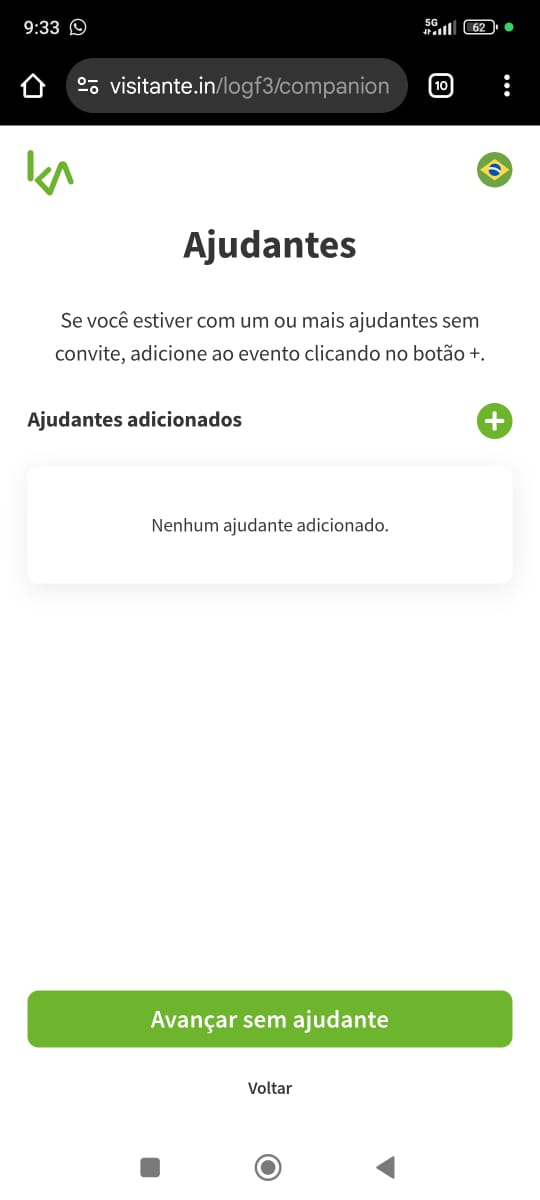 9:33
5G
62
visitante.in/logf3/companion
10
Ajudantes
Se você estiver com um ou mais ajudantes sem
convite, adicione ao evento clicando no botão +.
Ajudantes adicionados
Nenhum ajudante adicionado.
Avançar sem ajudante
Voltar